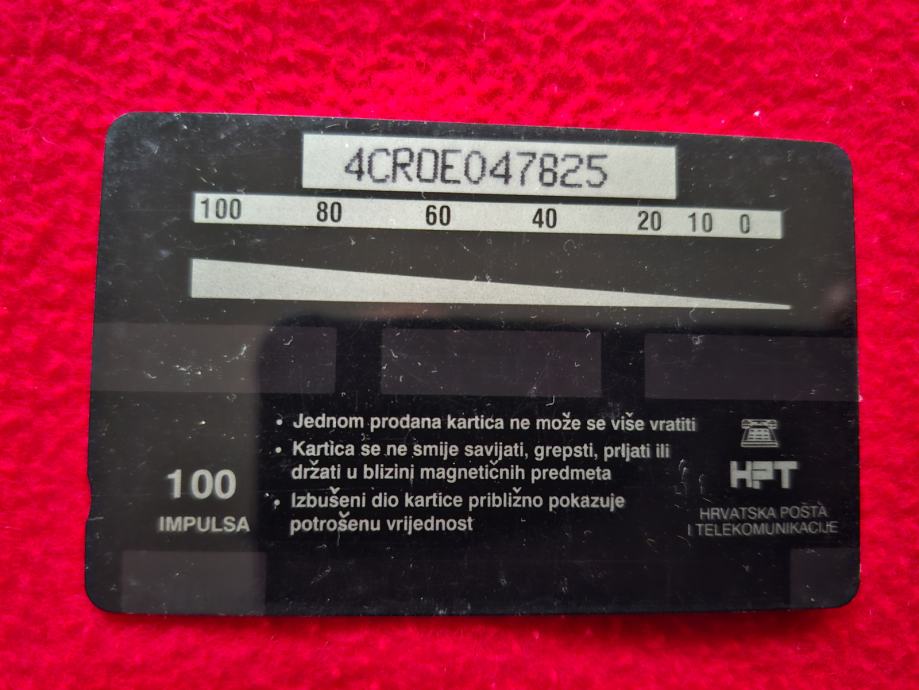 4CROE047825
100 80 60 40 20 10 0
• Jednom prodana kartica ne može se više vratiti
• Kartica se ne smije savijati, grepsti, prljati ili
držati u blizini magnetičnih predmeta
• Izbušeni dio kartice približno pokazuje
potrošenu vrijednost
100
IMPULSA
HPT
HRVATSKA POŠTA
I TELEKOMUNIKACIJE